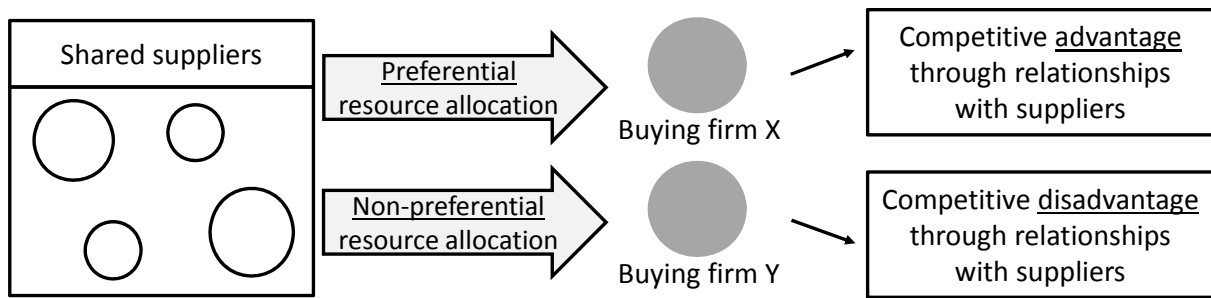 Shared suppliers
Preferential
resource allocation
Buying firm X
Competitive advantage
through relationships
with suppliers
Non-preferential
resource allocation
Buying firm Y
Competitive disadvantage
through relationships
with suppliers